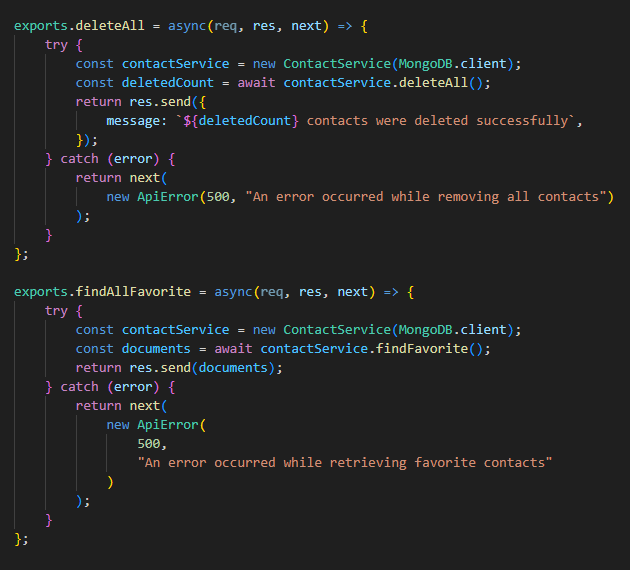 exports.deleteAll = async(req, res, next) => {
    try {
        const contactService = new ContactService(MongoDB.client);
        const deletedCount = await contactService.deleteAll();
        return res.send({
            message: `${deletedCount} contacts were deleted successfully`,
        });
    } catch (error) {
        return next(
            new ApiError(500, "An error occurred while removing all contacts")
        );
    }
};

exports.findAllFavorite = async(req, res, next) => {
    try {
        const contactService = new ContactService(MongoDB.client);
        const documents = await contactService.findFavorite();
        return res.send(documents);
    } catch (error) {
        return next(
            new ApiError(
                500,
                "An error occurred while retrieving favorite contacts"
            )
        );
    }
};